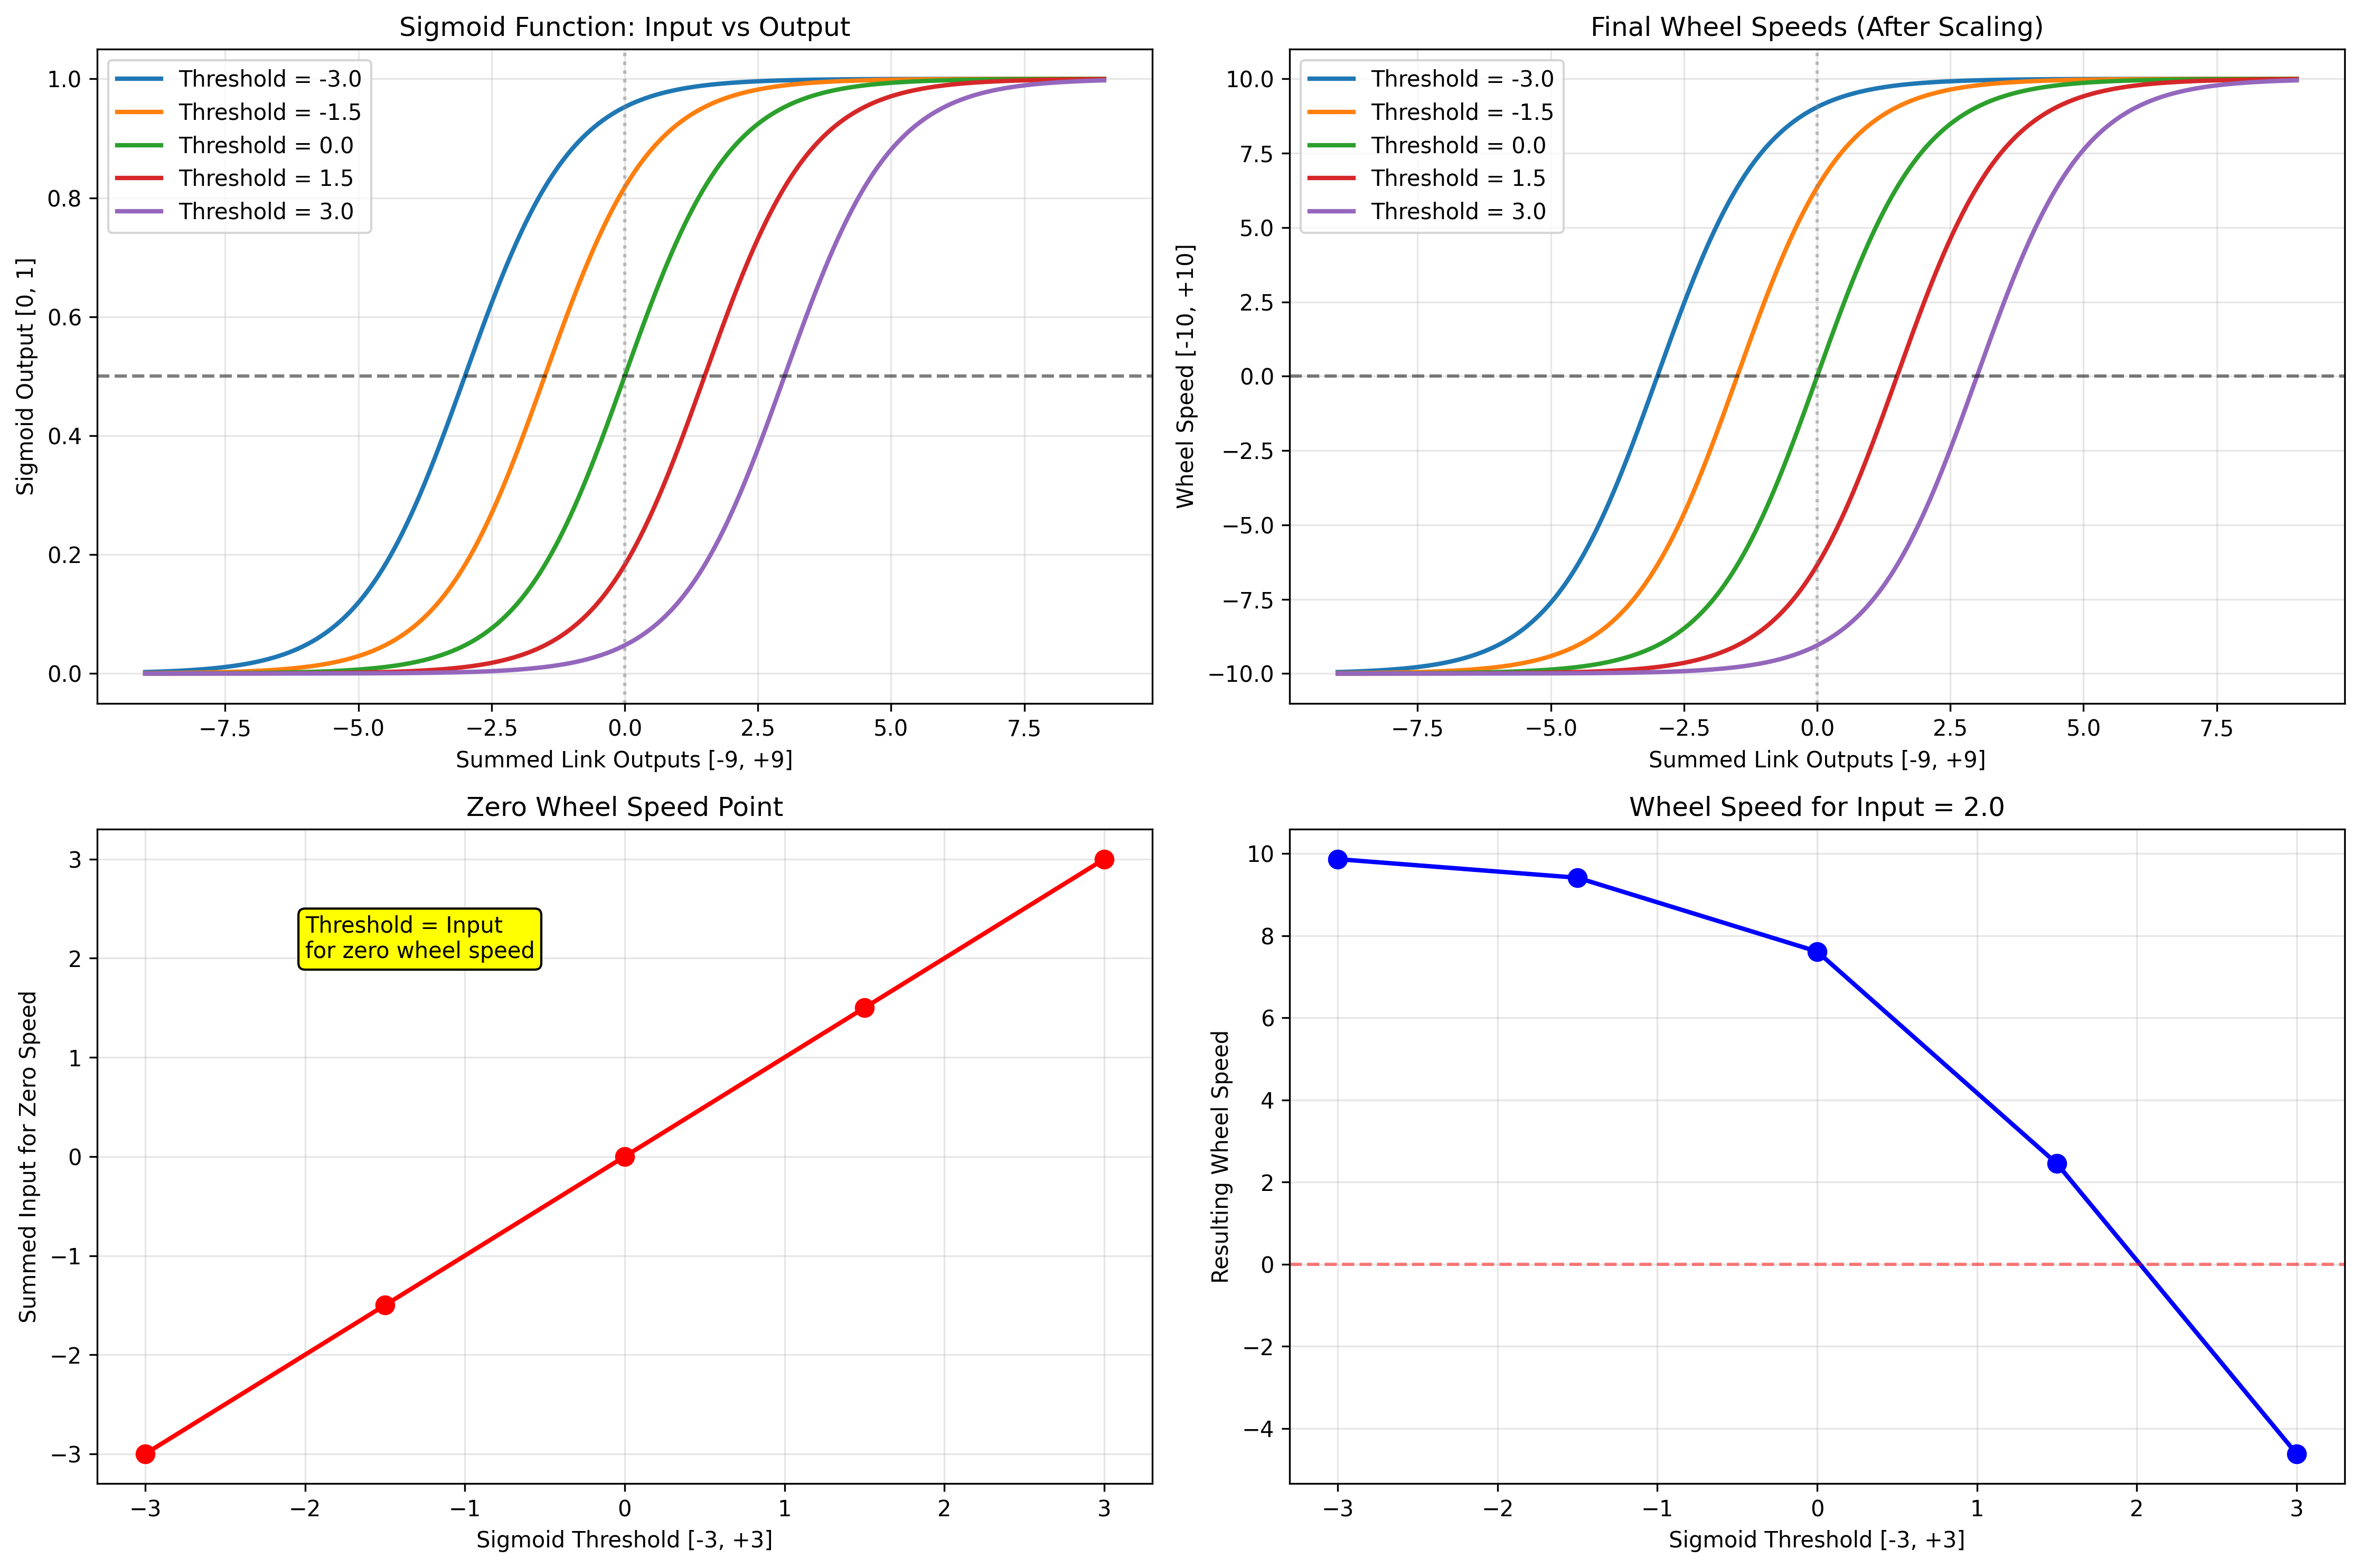 Sigmoid Function: Input vs Output
Threshold = -3.0
Threshold = -1.5
Threshold = 0.0
Threshold = 1.5
Threshold = 3.0
Sigmoid Output [0, 1]
1.0
0.8
0.6
0.4
0.2
0.0
−7.5
−5.0
−2.5
0.0
2.5
5.0
7.5
Summed Link Outputs [-9, +9]
Final Wheel Speeds (After Scaling)
Threshold = -3.0
Threshold = -1.5
Threshold = 0.0
Threshold = 1.5
Threshold = 3.0
Wheel Speed [-10, +10]
10.0
7.5
5.0
2.5
0.0
−2.5
−5.0
−7.5
−10.0
−7.5
−5.0
−2.5
0.0
2.5
5.0
7.5
Summed Link Outputs [-9, +9]
Zero Wheel Speed Point
Threshold = Input
for zero wheel speed
Summed Input for Zero Speed
3
2
1
0
−1
−2
−3
−3
−2
−1
0
1
2
3
Sigmoid Threshold [-3, +3]
Wheel Speed for Input = 2.0
Resulting Wheel Speed
10
8
6
4
2
0
−2
−4
−3
−2
−1
0
1
2
3
Sigmoid Threshold [-3, +3]